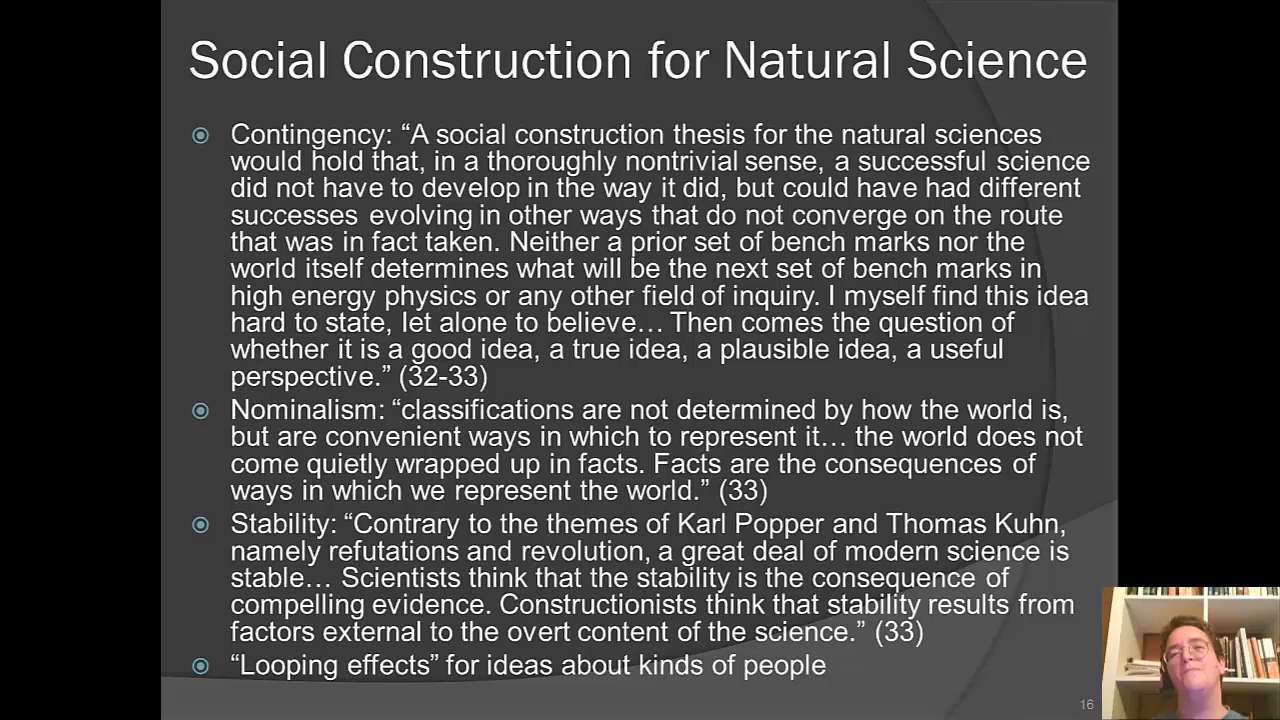 Social Construction for Natural Science
Contingency: “A social construction thesis for the natural sciences
would hold that, in a thoroughly nontrivial sense, a successful science
did not have to develop in the way it did, but could have had different
successes evolving in other ways that do not converge on the route
that was in fact taken. Neither a prior set of bench marks nor the
world itself determines what will be the next set of bench marks in
high energy physics or any other field of inquiry. I myself find this idea
hard to state, let alone to believe… Then comes the question of
whether it is a good idea, a true idea, a plausible idea, a useful
perspective.” (32-33)
Nominalism: “classifications are not determined by how the world is,
but are convenient ways in which to represent it… the world does not
come quietly wrapped up in facts. Facts are the consequences of
ways in which we represent the world.” (33)
Stability: “Contrary to the themes of Karl Popper and Thomas Kuhn,
namely refutations and revolution, a great deal of modern science is
stable… Scientists think that the stability is the consequence of
compelling evidence. Constructionists think that stability results from
factors external to the overt content of the science.” (33)
“Looping effects” for ideas about kinds of people
16